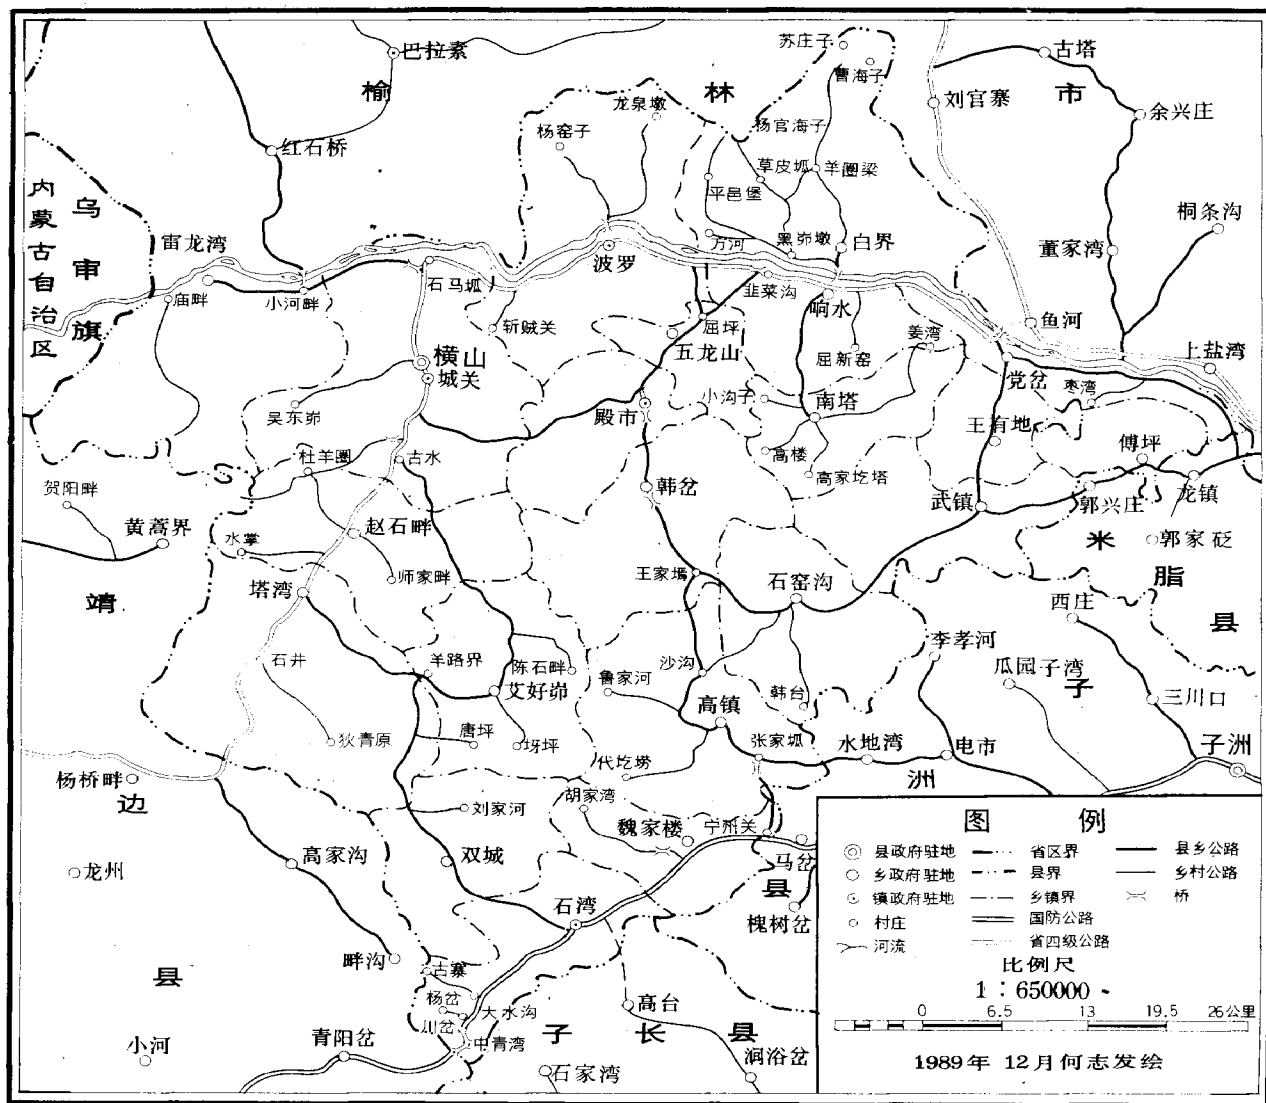 苏庄子
巴拉素
古塔
曹海子
榆
林
市
龙泉墩
刘官寨
余兴庄
杨窑子
杨官海子
红石桥
草皮坬
羊圈梁
内蒙古自治区
乌审旗
平邑堡
桐条沟
雷龙湾
波罗
方河
黑峁墩
白界
董家湾
庙畔
小河畔
石马坬
韭菜沟
响水
斩贼关
屈坪
鱼河
横山
城关
五龙山
屈新窑
姜湾
党岔
上盐湾
吴东峁
殿市
小沟子
南塔
枣湾
王有地
杜羊圈
古水
高楼
傅坪
贺阳畔
韩岔
高家圪塔
武镇
郭兴庄
龙镇
黄蒿界
水掌
赵石畔
米
脂
县
郭家砭
师家畔
王家墕
石窑沟
塔湾
靖
西庄
李孝河
石井
羊路界
陈石畔
鲁家河
沙沟
瓜园子湾
艾好峁
韩台
高镇
子
三川口
狄青原
唐坪
垭坪
张家坬
水地湾
电市
子洲
杨桥畔
代圪捞
洲
边
胡家湾
刘家河
魏家楼
宁州关
龙州
高家沟
双城
马岔
县
石湾
槐树岔
畔沟
古寨
县
杨岔
大水沟
高台
川岔
中青湾
子长县
小河
青阳岔
石家湾
涧浴岔
图 例
县政府驻地 省区界 县乡公路
乡政府驻地 县界 乡村公路
镇政府驻地 乡镇界 桥
村庄 国防公路
河流 省四级公路
比例尺
1：650000
0 6.5 13 19.5 26公里
1989年 12月何志发绘